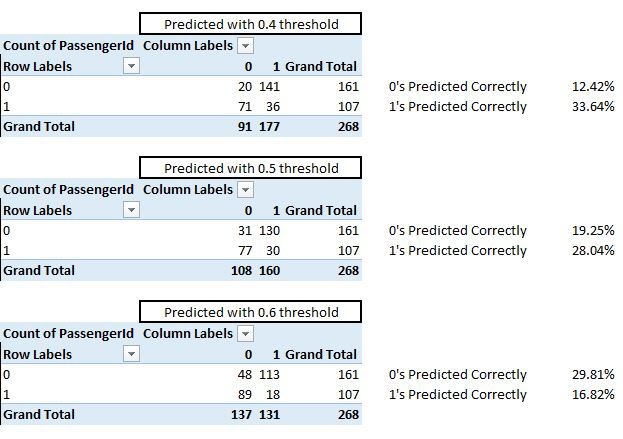 Predicted with 0.4 threshold
Count of PassengerId Column Labels
Row Labels 0 1 Grand Total
0 20 141 161 0's Predicted Correctly 12.42%
1 71 36 107 1's Predicted Correctly 33.64%
Grand Total 91 177 268
Predicted with 0.5 threshold
Count of PassengerId Column Labels
Row Labels 0 1 Grand Total
0 31 130 161 0's Predicted Correctly 19.25%
1 77 30 107 1's Predicted Correctly 28.04%
Grand Total 108 160 268
Predicted with 0.6 threshold
Count of PassengerId Column Labels
Row Labels 0 1 Grand Total
0 48 113 161 0's Predicted Correctly 29.81%
1 89 18 107 1's Predicted Correctly 16.82%
Grand Total 137 131 268